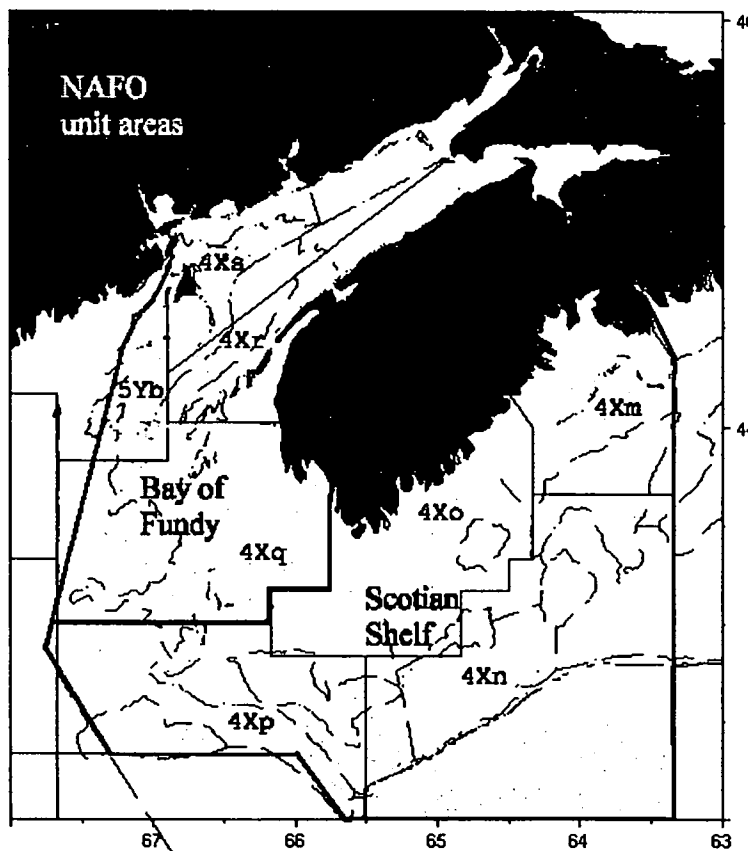 NAFO
unit areas
4Xa
4Xr
5Yb
4Xm
Bay of
Fundy
4Xo
4Xq
Scotian
Shelf
4Xn
4Xp
67
66
65
64
63